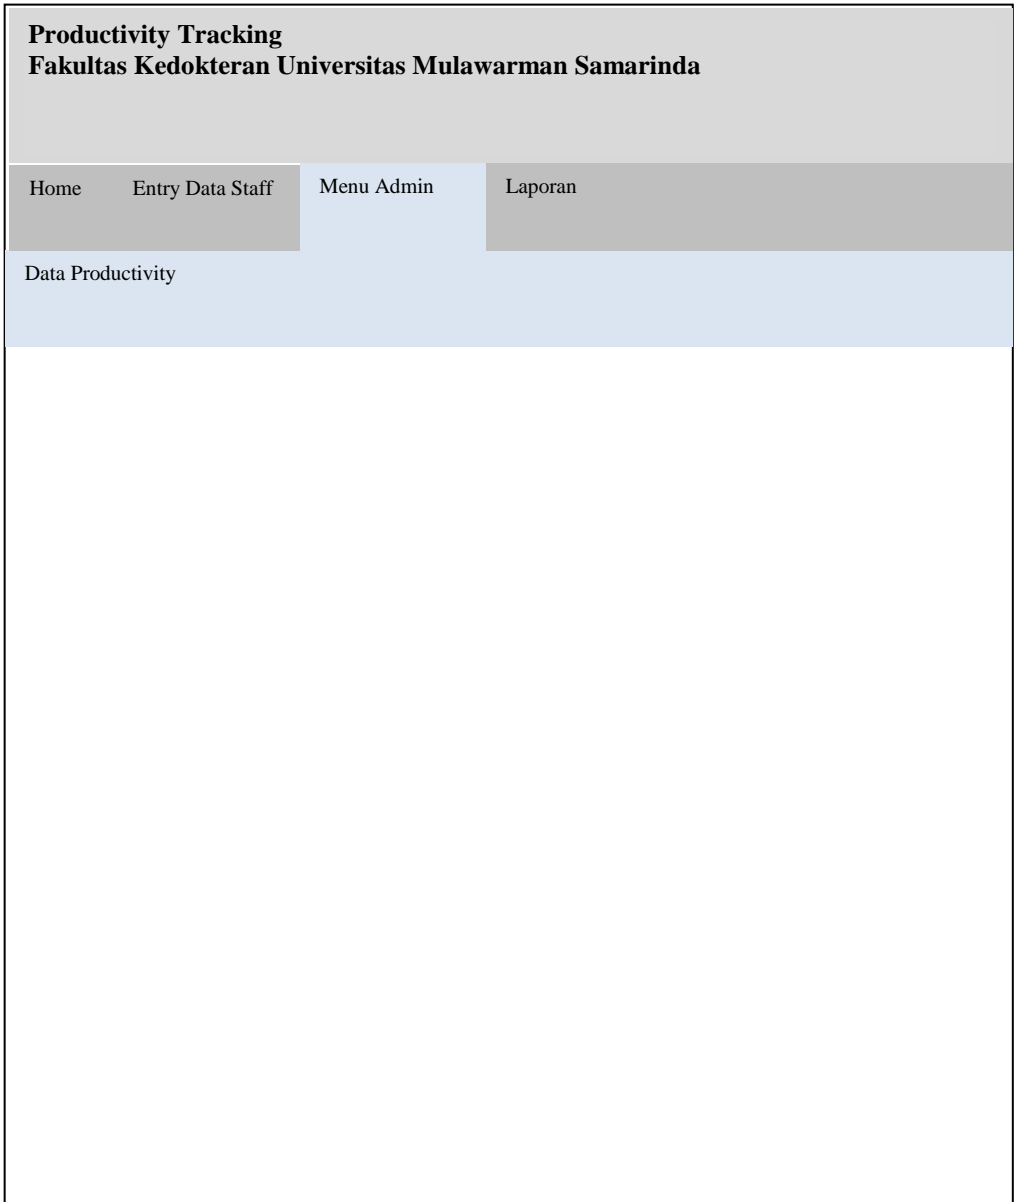 Productivity Tracking
Fakultas Kedokteran Universitas Mulawarman Samarinda
Home Entry Data Staff Menu Admin Laporan
Data Productivity